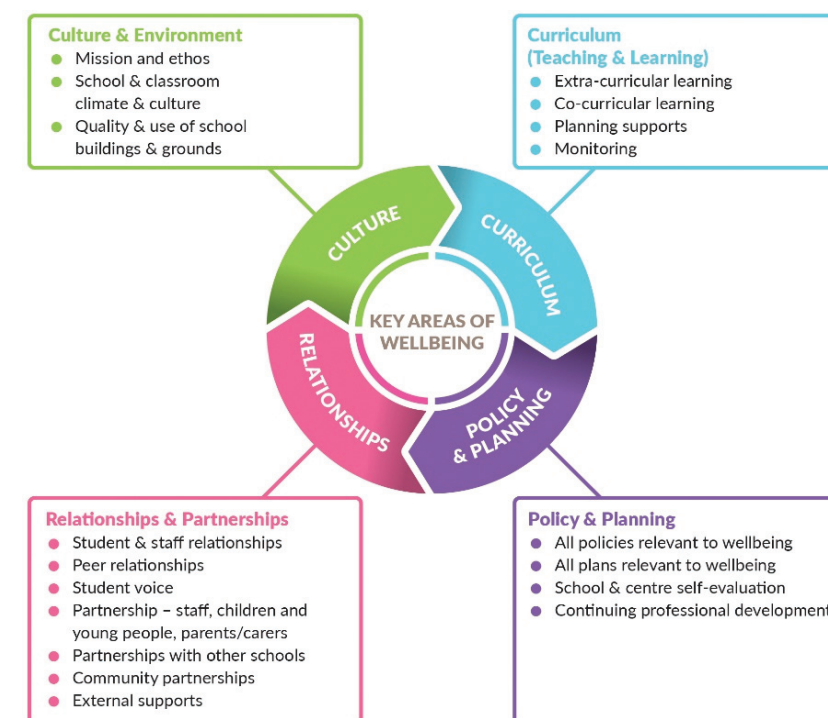 Culture & Environment
Mission and ethos
School & classroom
climate & culture
Quality & use of school
buildings & grounds
Curriculum
(Teaching & Learning)
Extra-curricular learning
Co-curricular learning
Planning supports
Monitoring
CULTURE
CURRICULUM
KEY AREAS OF
WELLBEING
RELATIONSHIPS
POLICY
& PLANNING
Relationships & Partnerships
Student & staff relationships
Peer relationships
Student voice
Partnership – staff, children and
young people, parents/carers
Partnerships with other schools
Community partnerships
External supports
Policy & Planning
All policies relevant to wellbeing
All plans relevant to wellbeing
School & centre self-evaluation
Continuing professional development